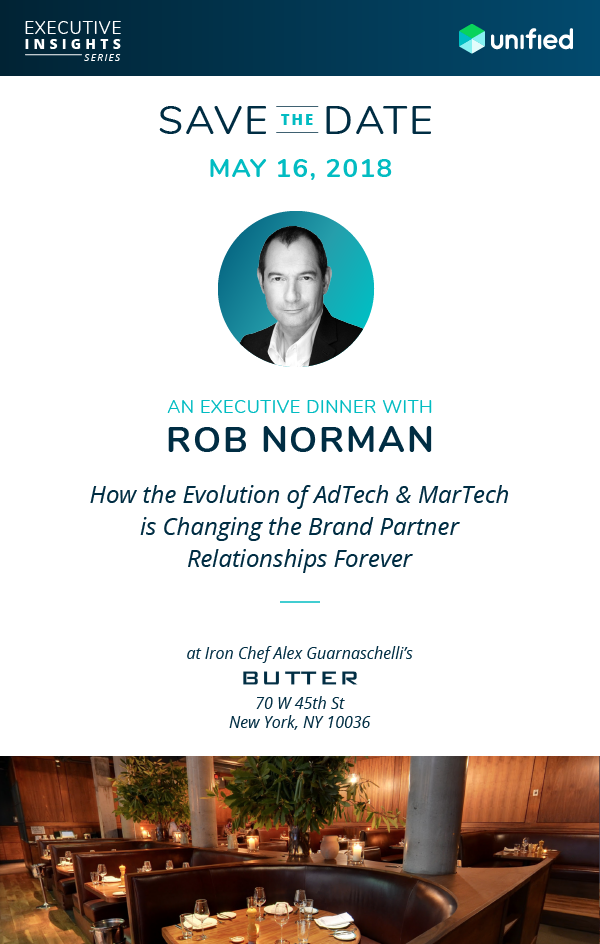 EXECUTIVE
INSIGHTS
SERIES
unified
SAVE THE DATE
MAY 16, 2018
AN EXECUTIVE DINNER WITH
ROB NORMAN
How the Evolution of AdTech & MarTech
is Changing the Brand Partner
Relationships Forever
at Iron Chef Alex Guarnaschelli's
BUTTER
70 W 45th St
New York, NY 10036